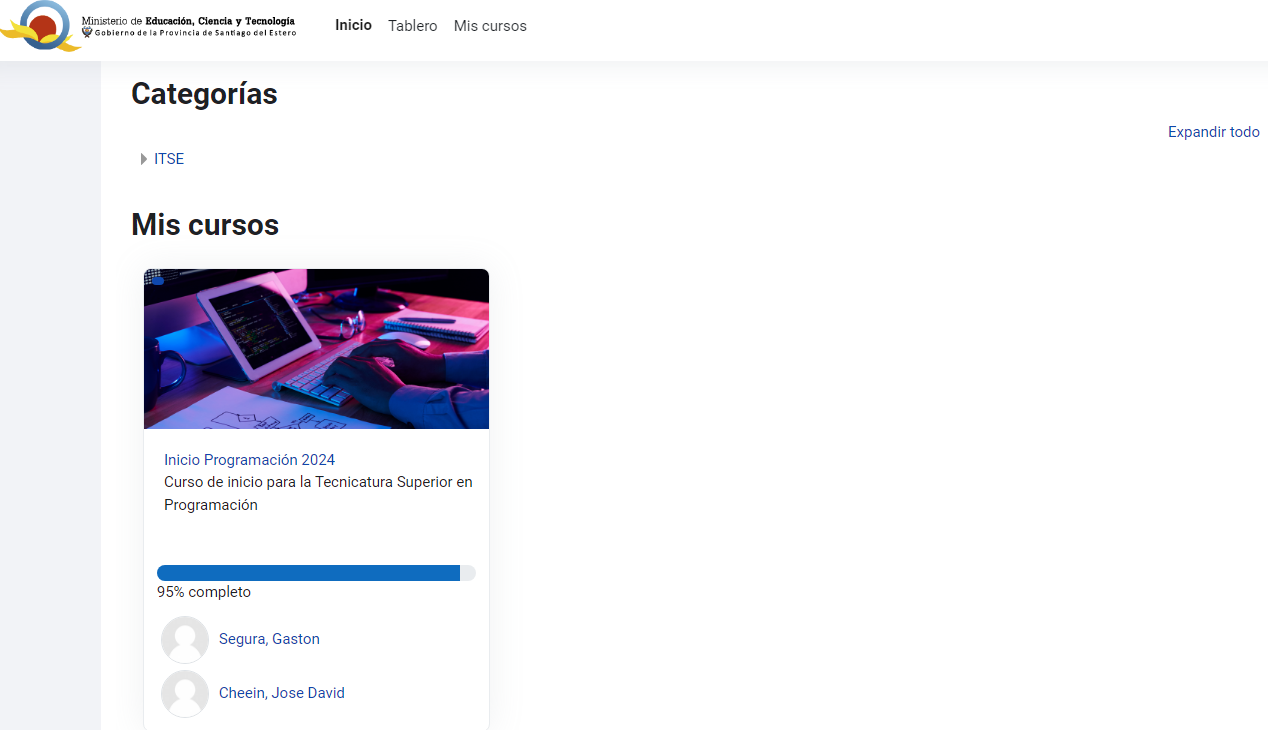 Ministerio de Educación, Ciencia y Tecnología
Gobierno de la Provincia de Santiago del Estero
Inicio Tablero Mis cursos
Categorías
Expandir todo
ITSE
Mis cursos
Inicio Programación 2024
Curso de inicio para la Tecnicatura Superior en
Programación
95% completo
Segura, Gaston
Cheein, Jose David